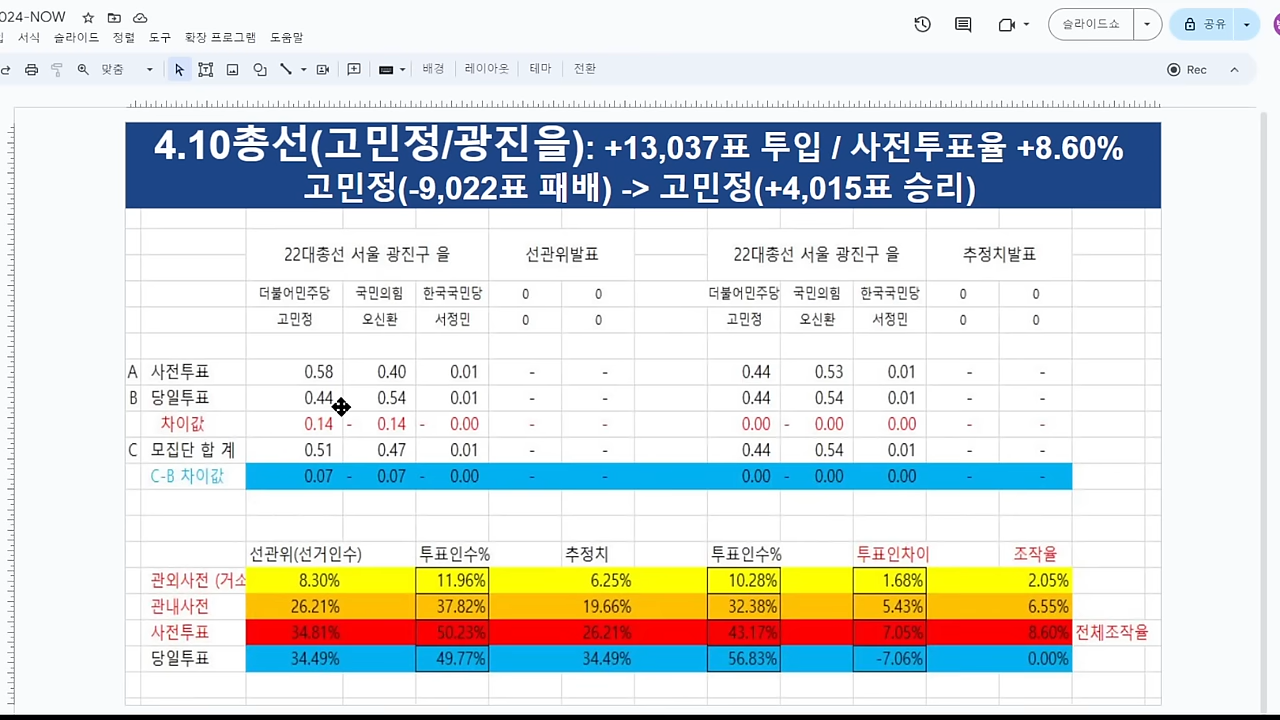 024-NOW
서식 슬라이드 정렬 도구 확장 프로그램 도움말
슬라이드쇼 공유
맞춤 배경 레이아웃 테마 전환 Rec
4.10총선(고민정/광진을): +13,037표 투입 / 사전투표율 +8.60%
고민정(-9,022표 패배) -> 고민정(+4,015표 승리)
22대총선 서울 광진구 을 선관위발표 22대총선 서울 광진구 을 추정치발표
더불어민주당 국민의힘 한국국민당 0 0 더불어민주당 국민의힘 한국국민당 0 0
고민정 오신환 서정민 0 0 고민정 오신환 서정민 0 0
A 사전투표 0.58 0.40 0.01 - - 0.44 0.53 0.01 - -
B 당일투표 0.44 0.54 0.01 - - 0.44 0.54 0.01 - -
차이값 0.14 - 0.14 - 0.00 - - 0.00 - 0.00 0.00 - -
C 모집단 합 계 0.51 0.47 0.01 - - 0.44 0.54 0.01 - -
C-B 차이값 0.07 - 0.07 - 0.00 - - 0.00 - 0.00 0.00 - -
선관위(선거인수) 투표인수% 추정치 투표인수% 투표인차이 조작율
관외사전 (거소 8.30% 11.96% 6.25% 10.28% 1.68% 2.05%
관내사전 26.21% 37.82% 19.66% 32.38% 5.43% 6.55%
사전투표 34.81% 50.23% 26.21% 43.17% 7.05% 8.60% 전체조작율
당일투표 34.49% 49.77% 34.49% 56.83% -7.06% 0.00%